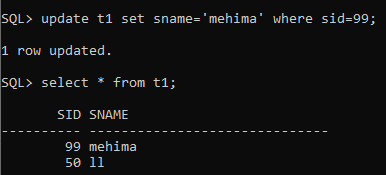 SQL> update t1 set sname='mehima' where sid=99;
1 row updated.
SQL> select * from t1;
SID SNAME
---------- ------------------------------
99 mehima
50 ll